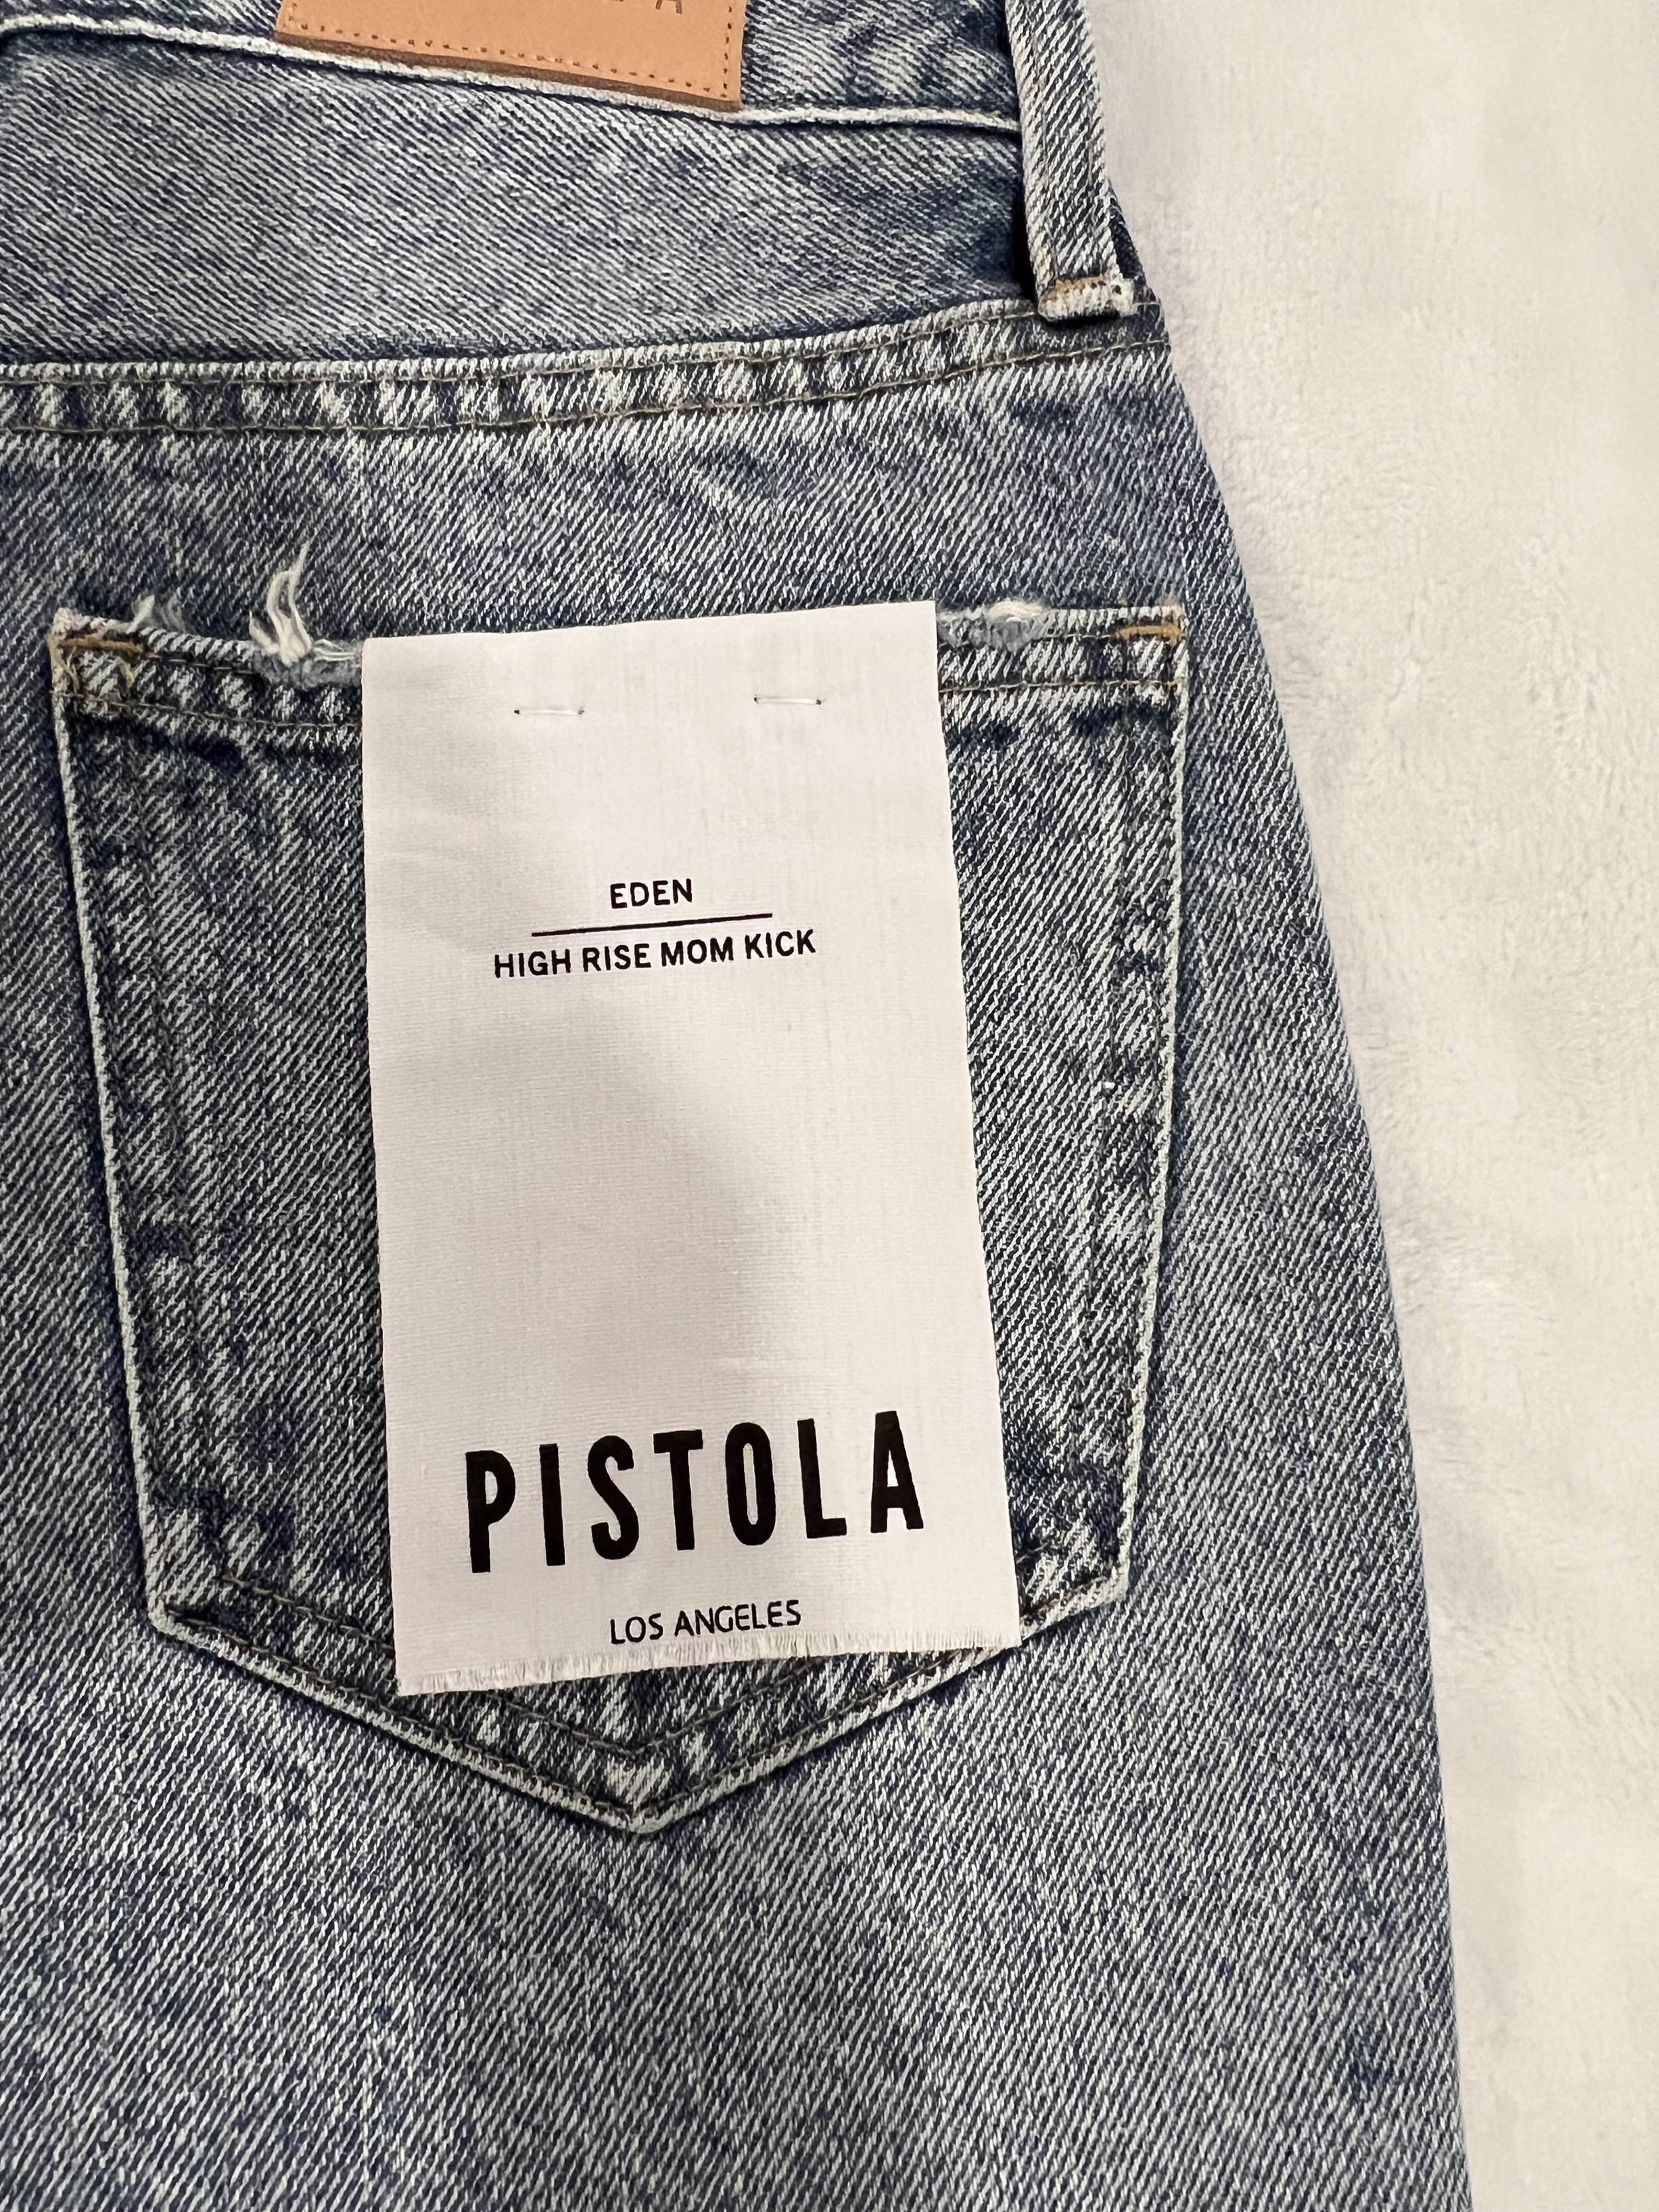 EDEN
HIGH RISE MOM KICK
PISTOLA
LOS ANGELES